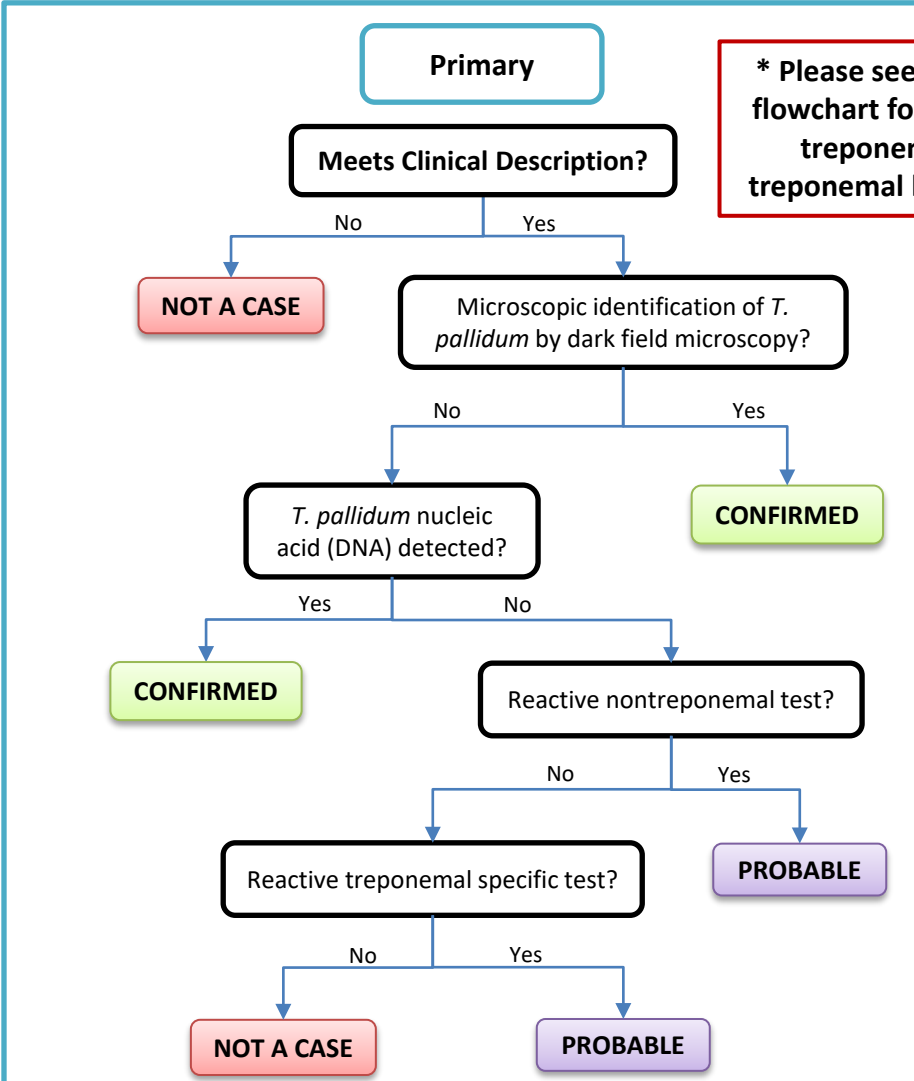 Primary
* Please see
flowchart fo
treponer
treponemal
Meets Clinical Description?
No
Yes
NOT A CASE
Microscopic identification of T.
pallidum by dark field microscopy?
No
Yes
T. pallidum nucleic
acid (DNA) detected?
CONFIRMED
Yes
No
CONFIRMED
Reactive nontreponemal test?
No
Yes
Reactive treponemal specific test?
PROBABLE
No
Yes
NOT A CASE
PROBABLE